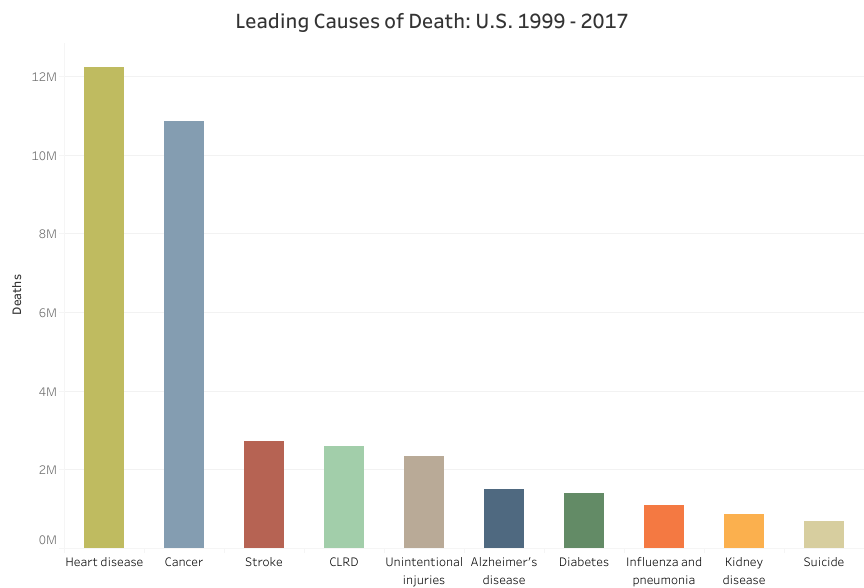 Leading Causes of Death: U.S. 1999 - 2017
12M
10M
8M
6M
4M
2M
0M
Deaths
Heart disease
Cancer
Stroke
CLRD
Unintentional
injuries
Alzheimer's
disease
Diabetes
Influenza and
pneumonia
Kidney
disease
Suicide